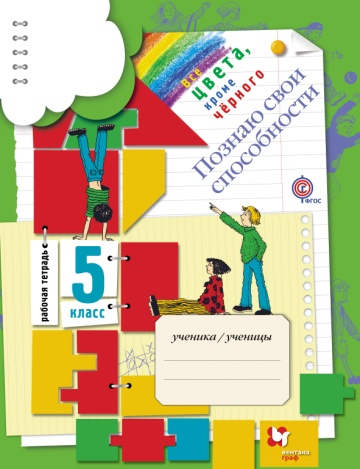 Все
цвета,
кроме
чёрного
Познаю свои
способности
ФГОС
рабочая тетрадь
5
класс
ученика / ученицы
вентана
граф